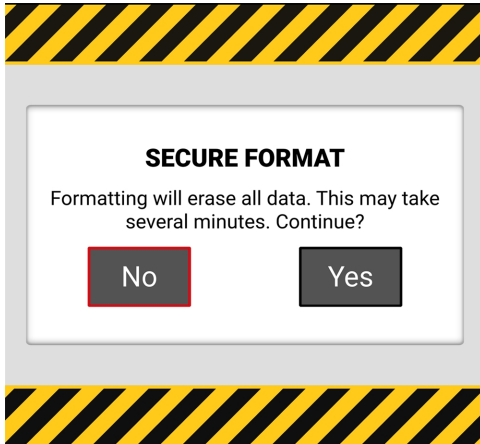 SECURE FORMAT
Formatting will erase all data. This may take
several minutes. Continue?
No
Yes